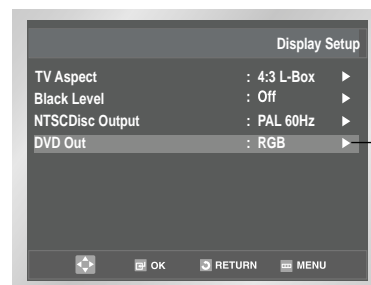 Display Setup
TV Aspect : 4:3 L-Box ►
Black Level : Off ►
NTSCDisc Output : PAL 60Hz ►
DVD Out : RGB ►
OK RETURN MENU